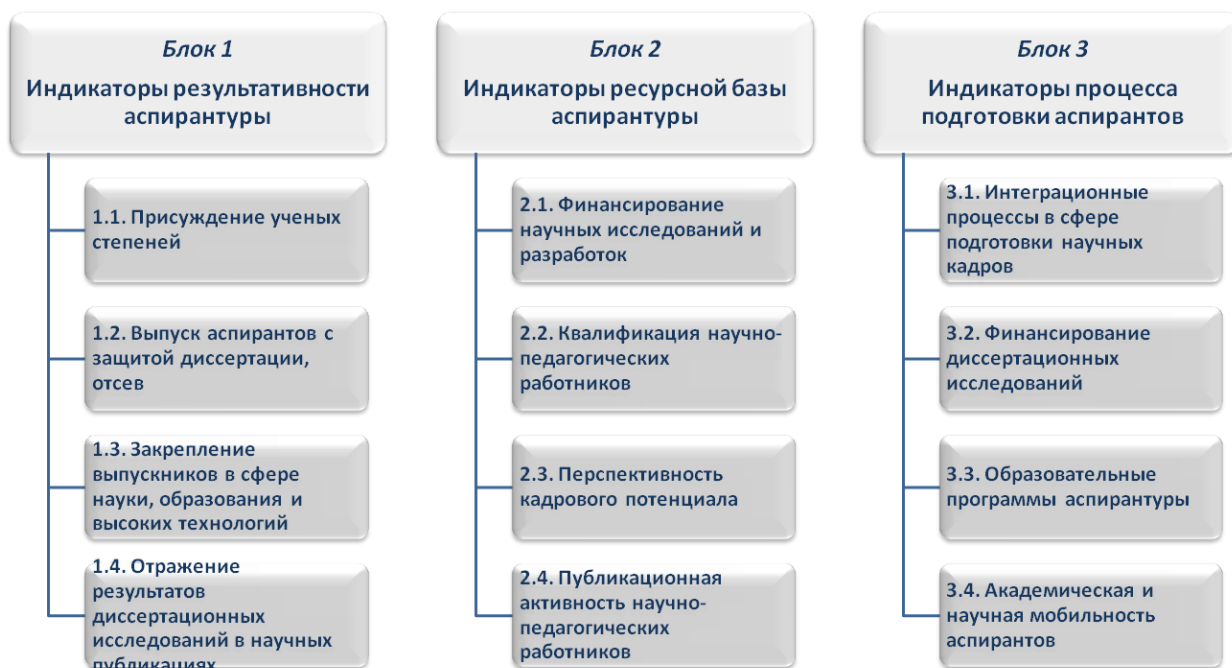 Блок 1
Индикаторы результативности
аспирантуры
1.1. Присуждение ученых
степеней
1.2. Выпуск аспирантов с
защитой диссертации,
отсев
1.3. Закрепление
выпускников в сфере
науки, образования и
высоких технологий
1.4. Отражение
результатов
диссертационных
исследований в научных
публикациях
Блок 2
Индикаторы ресурсной базы
аспирантуры
2.1. Финансирование
научных исследований и
разработок
2.2. Квалификация научно-
педагогических
работников
2.3. Перспективность
кадрового потенциала
2.4. Публикационная
активность научно-
педагогических
работников
Блок 3
Индикаторы процесса
подготовки аспирантов
3.1. Интеграционные
процессы в сфере
подготовки научных
кадров
3.2. Финансирование
диссертационных
исследований
3.3. Образовательные
программы аспирантуры
3.4. Академическая и
научная мобильность
аспирантов